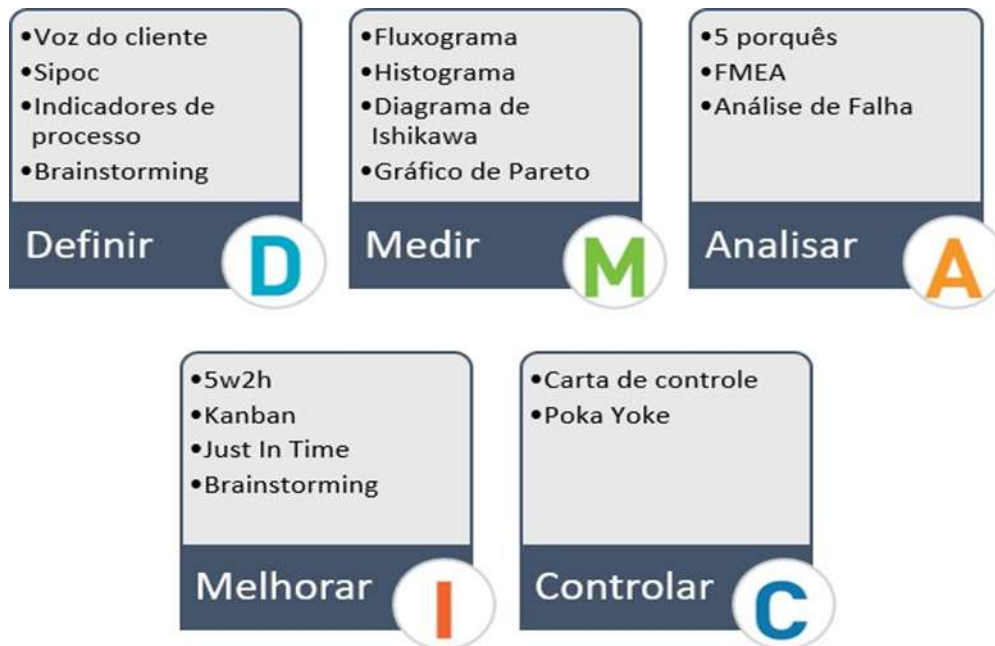 •Voz do cliente
•Sipoc
•Indicadores de
processo
•Brainstorming
Definir
D
•Fluxograma
•Histograma
•Diagrama de
Ishikawa
•Gráfico de Pareto
Medir
M
•5 porquês
•FMEA
•Análise de Falha
Analisar
A
•5w2h
•Kanban
•Just In Time
•Brainstorming
Melhorar
I
•Carta de controle
•Poka Yoke
Controlar
C